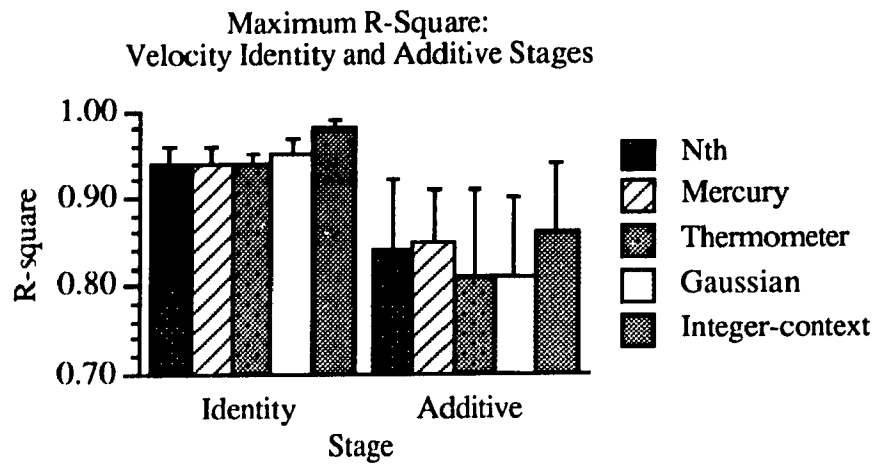 Maximum R-Square:
Velocity Identity and Additive Stages
1.00
0.90
0.80
0.70
R-square
Identity
Additive
Stage
Nth
Mercury
Thermometer
Gaussian
Integer-context